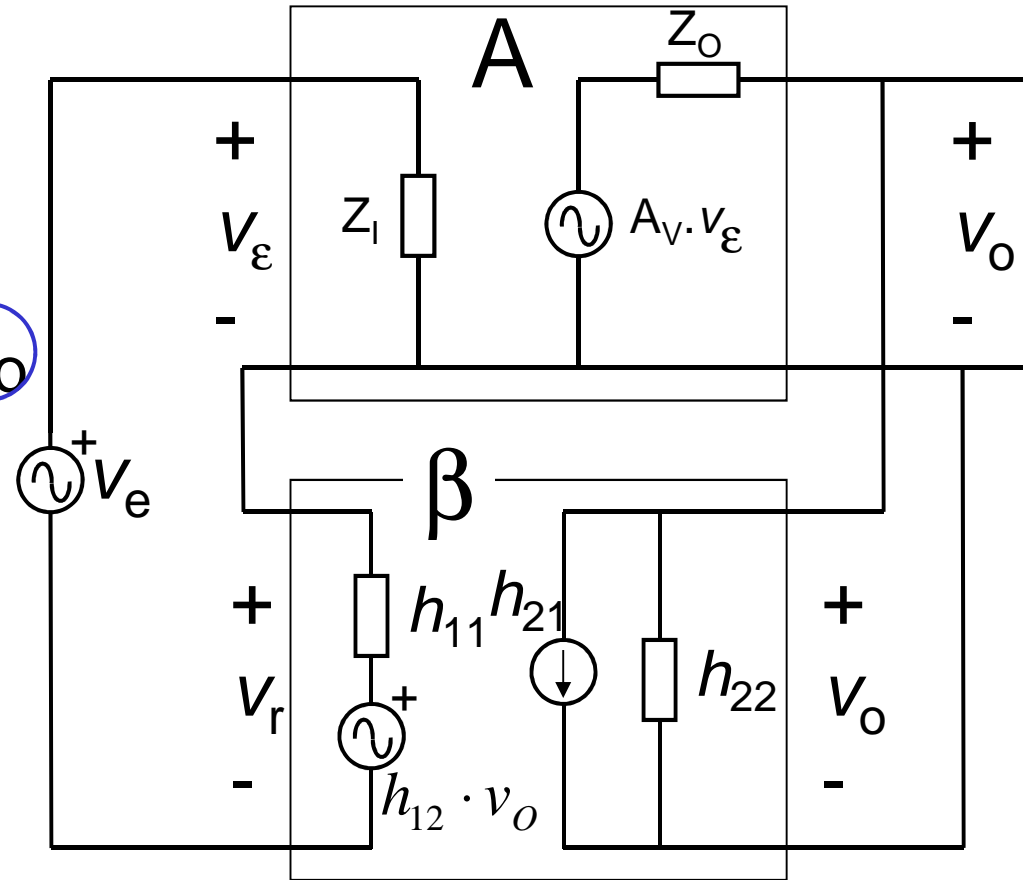 A
Z_O
+
+
v_ε
Z_I
A_V.v_ε
v_o
-
-
o
+
v_e
β
+
h_11
h_21
+
v_r
+
h_22
v_o
-
-
h_12 · v_O